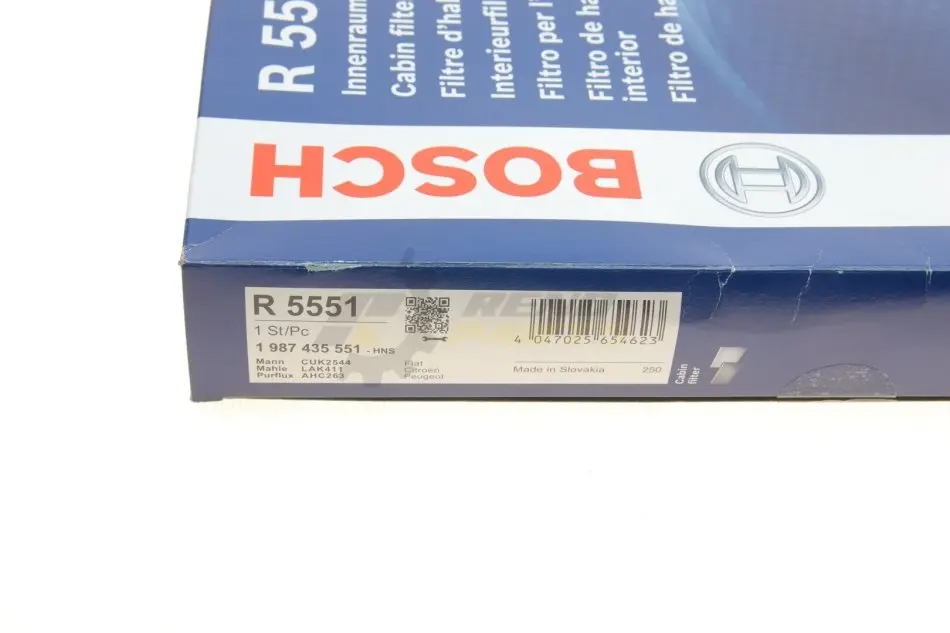 R 55
Innenraum
Cabin filte
Filtre d'hal
Interieurfil
Filtro per l'
Filtro de ha
interior
Filtro de ha
BOSCH
R 5551
1 St/Pc
1 987 435 551 - HNS
Mann CUK2544
Mahle LAK411
Purflux AHC263
Fiat
Citroën
Peugeot
4 047025 654623
Made in Slovakia 250
Cabin
filter